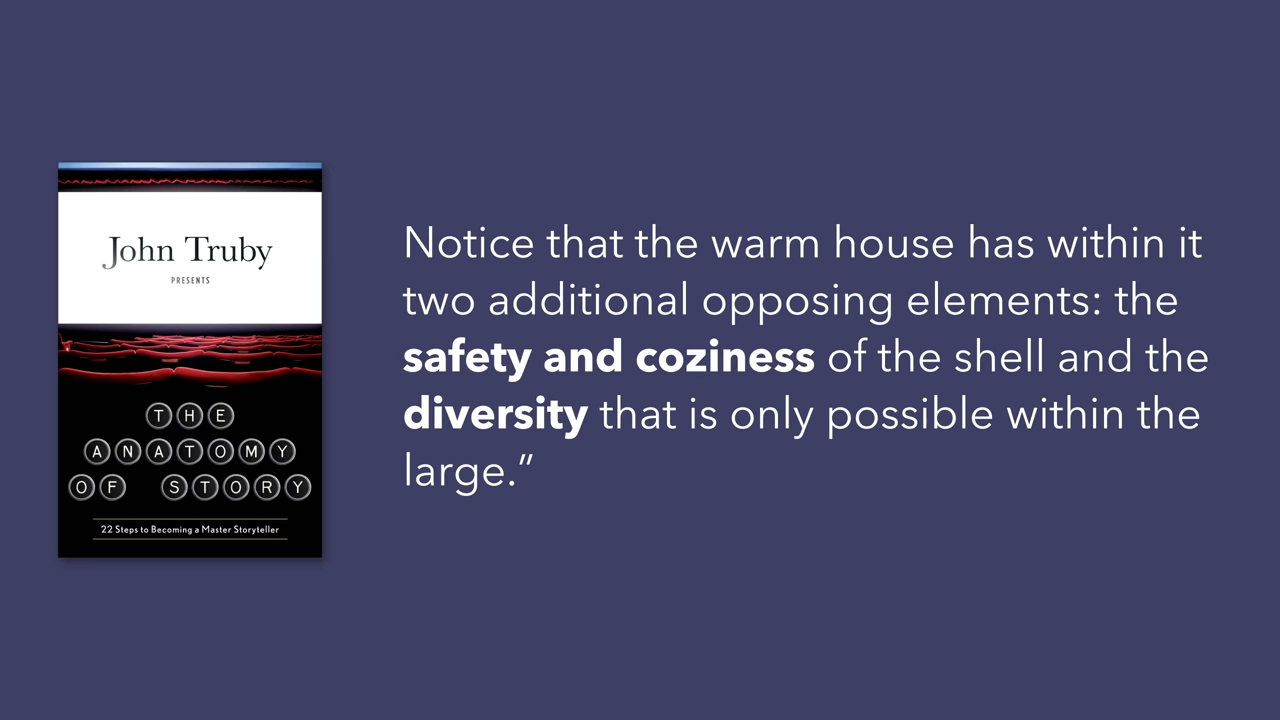 John Truby
PRESENTS
THE
ANATOMY
OF STORY
22 Steps to Becoming a Master Storyteller
Notice that the warm house has within it
two additional opposing elements: the
safety and coziness of the shell and the
diversity that is only possible within the
large.”